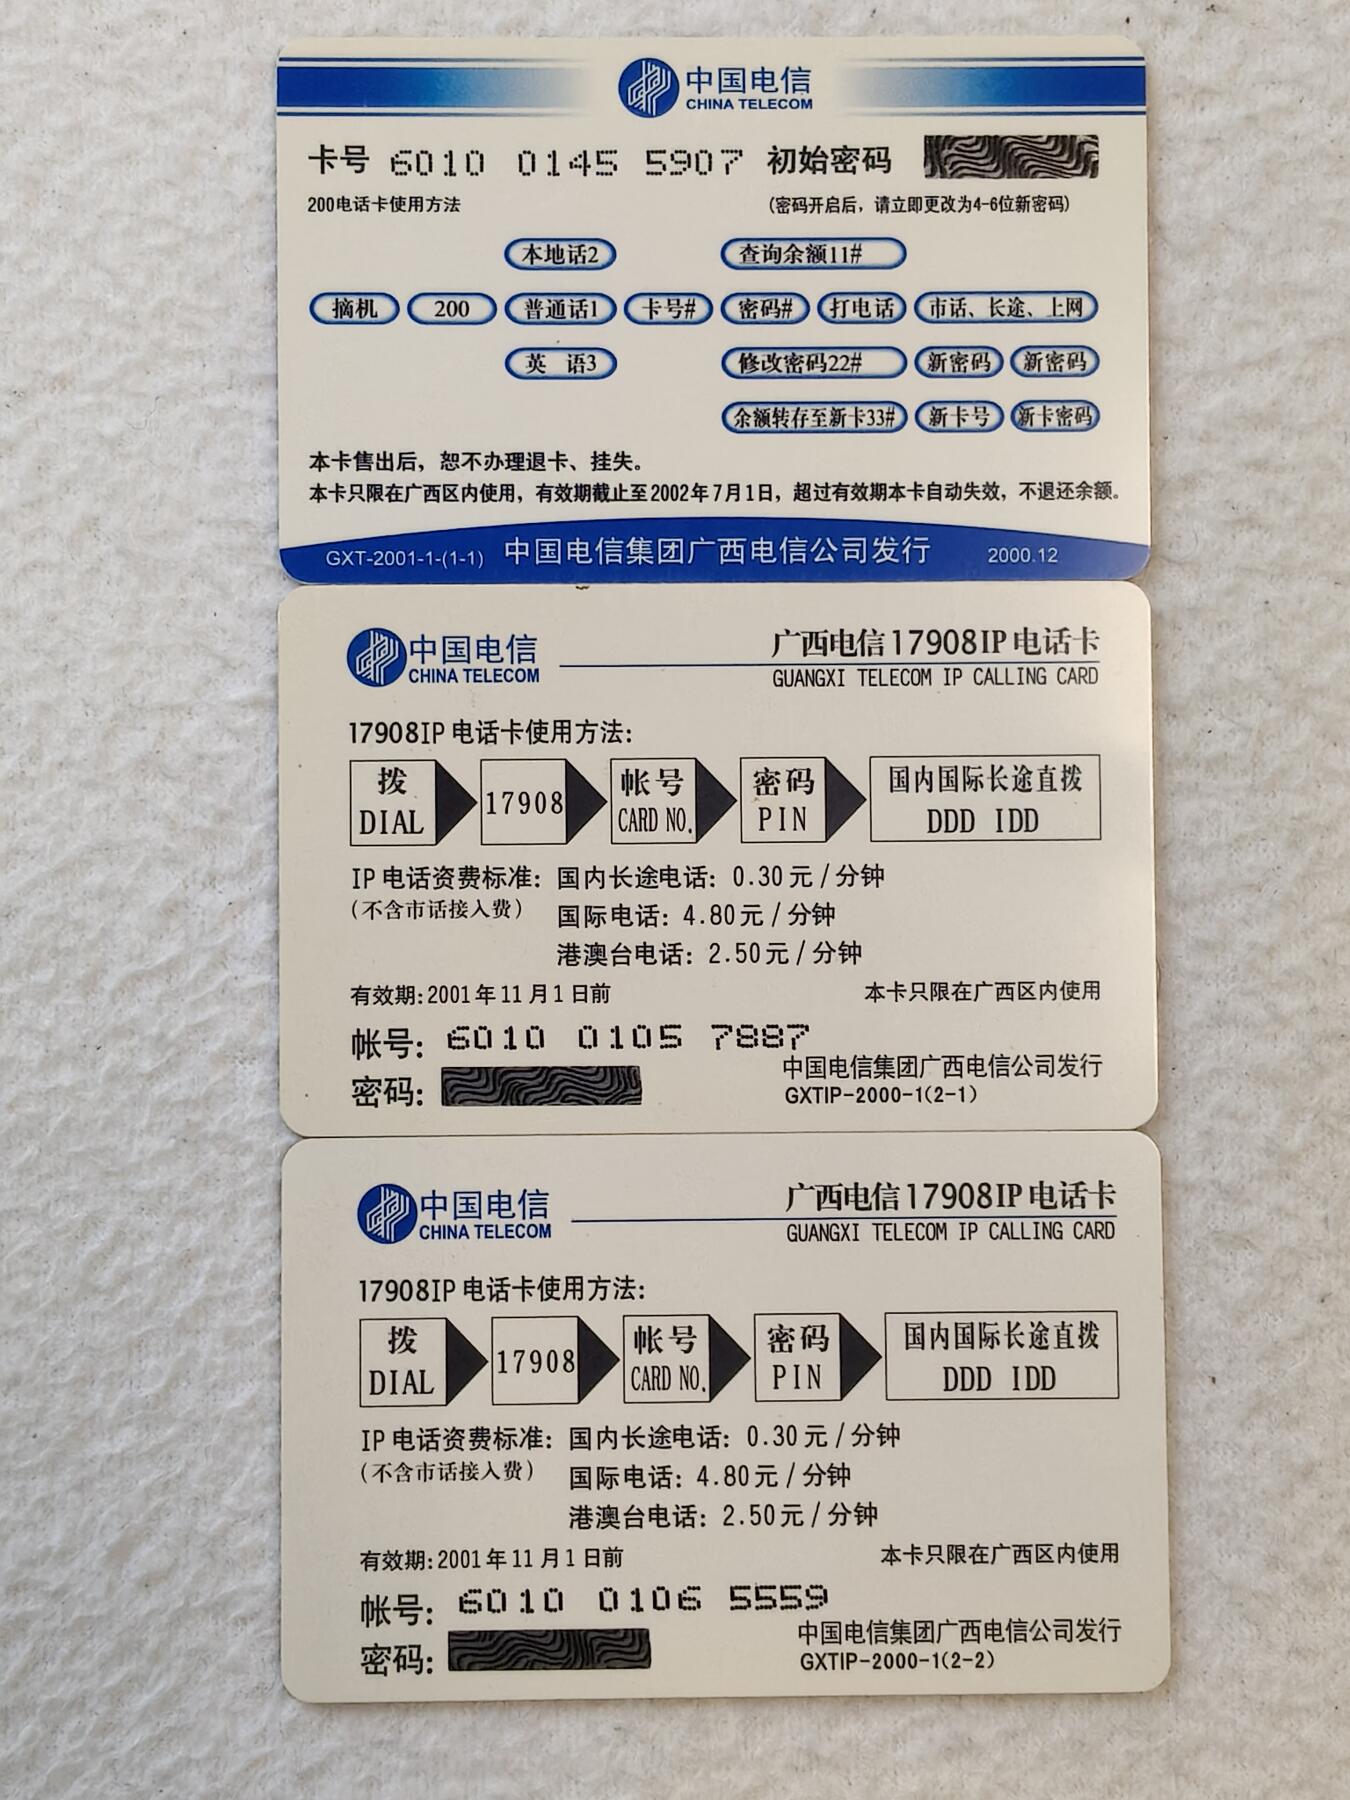 中国电信
CHINA TELECOM
卡号 6010 0145 5907 初始密码
200电话卡使用方法 (密码开启后，请立即更改为4-6位新密码)
本地话2 查询余额11#
摘机 200 普通话1 卡号# 密码# 打电话 市话、长途、上网
英 语3 修改密码22# 新密码 新密码
余额转存至新卡33# 新卡号 新卡密码
本卡售出后，恕不办理退卡、挂失。
本卡只限在广西区内使用，有效期截止至2002年7月1日，超过有效期本卡自动失效，不退还余额。
GXT-2001-1-(1-1) 中国电信集团广西电信公司发行 2000.12
中国电信 广西电信17908IP电话卡
CHINA TELECOM GUANGXI TELECOM IP CALLING CARD
17908IP电话卡使用方法:
拨 帐号 密码 国内国际长途直拨
DIAL 17908 CARD NO. PIN DDD IDD
IP电话资费标准: 国内长途电话: 0.30元/分钟
(不含市话接入费) 国际电话: 4.80元/分钟
港澳台电话: 2.50元/分钟
有效期:2001年11月1日前 本卡只限在广西区内使用
帐号: 6010 0105 7887
中国电信集团广西电信公司发行
密码: GXTIP-2000-1(2-1)
中国电信 广西电信17908IP电话卡
CHINA TELECOM GUANGXI TELECOM IP CALLING CARD
17908IP电话卡使用方法:
拨 帐号 密码 国内国际长途直拨
DIAL 17908 CARD NO. PIN DDD IDD
IP电话资费标准: 国内长途电话: 0.30元/分钟
(不含市话接入费) 国际电话: 4.80元/分钟
港澳台电话: 2.50元/分钟
有效期:2001年11月1日前 本卡只限在广西区内使用
帐号: 6010 0106 5559
中国电信集团广西电信公司发行
密码: GXTIP-2000-1(2-2)